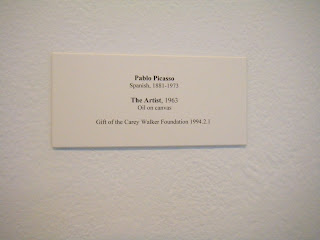 Pablo Picasso
Spanish, 1881-1973
The Artist, 1963
Oil on canvas
Gift of the Carey Walker Foundation 1994.2.1